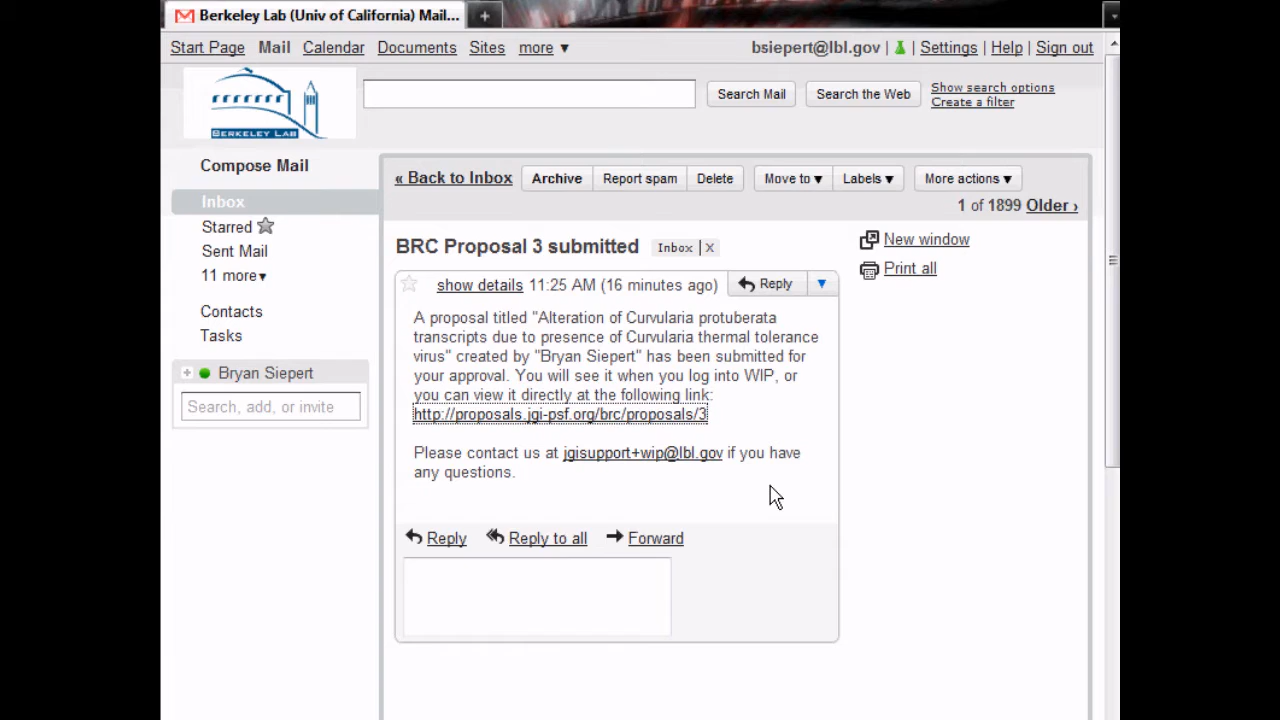 Berkeley Lab (Univ of California) Mail...
Start Page Mail Calendar Documents Sites more ▼ bsiepert@lbl.gov | | Settings | Help | Sign out
BERKELEY LAB
Search Mail Search the Web
Show search options
Create a filter
Compose Mail
Inbox
Starred
Sent Mail
11 more▼
Contacts
Tasks
Bryan Siepert
Search, add, or invite
« Back to Inbox Archive Report spam Delete Move to ▼ Labels ▼ More actions ▼
1 of 1899 Older ›
BRC Proposal 3 submitted Inbox | X
New window
Print all
show details 11:25 AM (16 minutes ago) Reply ▼
A proposal titled "Alteration of Curvularia protuberata
transcripts due to presence of Curvularia thermal tolerance
virus" created by "Bryan Siepert" has been submitted for
your approval. You will see it when you log into WIP, or
you can view it directly at the following link:
http://proposals.jgi-psf.org/brc/proposals/3
Please contact us at jgisupport+wip@lbl.gov if you have
any questions.
Reply Reply to all Forward